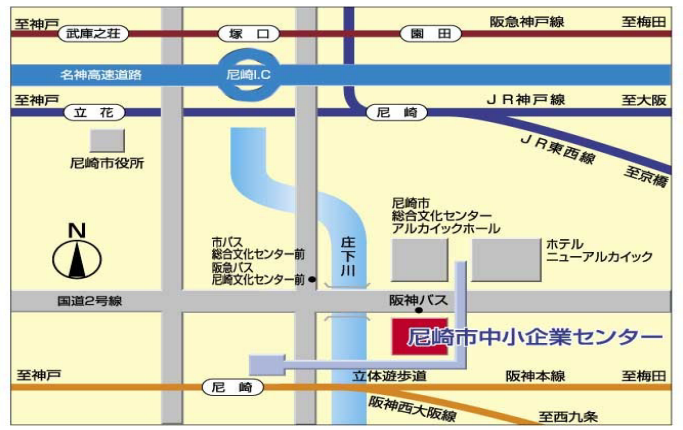 至神戸
武庫之荘
塚口
園田
阪急神戸線
至梅田
名神高速道路
尼崎I.C
至神戸
立花
尼崎
JR神戸線
至大阪
JR東西線
至京橋
尼崎市役所
N
尼崎市
総合文化センター
アルカイックホール
ホテル
ニューアルカイック
市バス
総合文化センター前
阪急バス
尼崎文化センター前
庄下川
国道2号線
阪神バス
尼崎市中小企業センター
至神戸
尼崎
立体遊歩道
阪神本線
至梅田
阪神西大阪線
至西九条